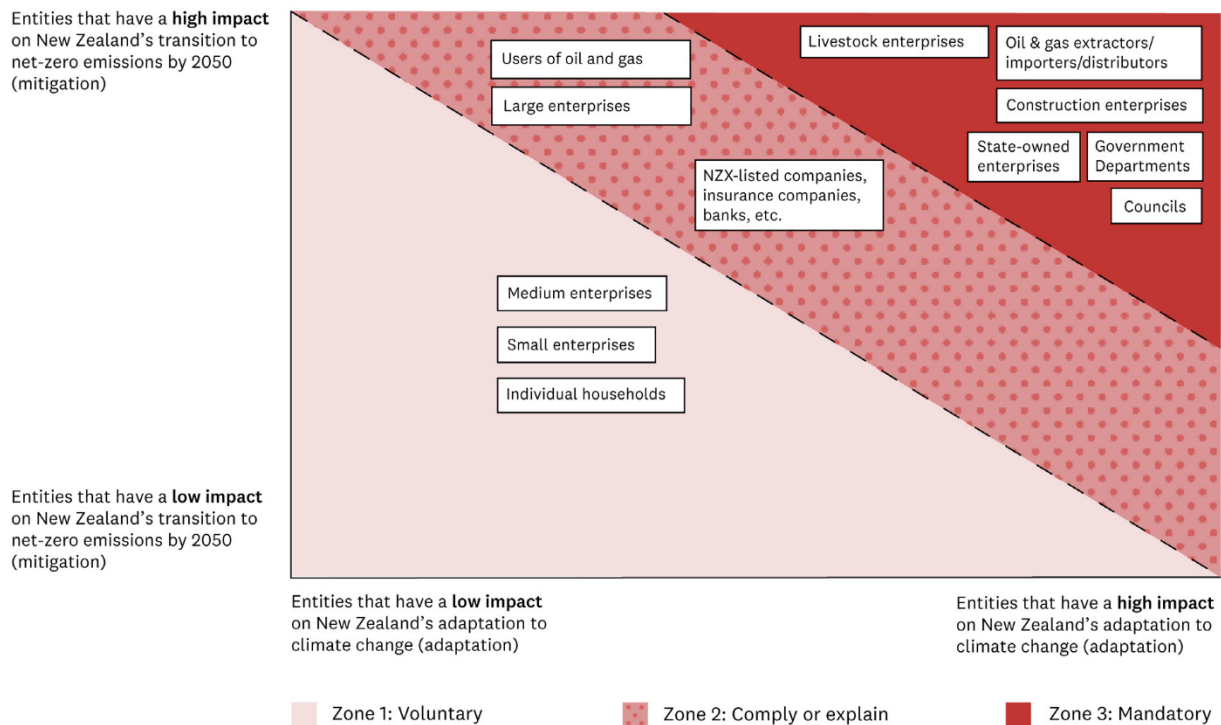 Entities that have a high impact
on New Zealand's transition to
net-zero emissions by 2050
(mitigation)
Users of oil and gas
Large enterprises
Livestock enterprises
Oil & gas extractors/
importers/distributors
Construction enterprises
State-owned
enterprises
Government
Departments
Councils
NZX-listed companies,
insurance companies,
banks, etc.
Medium enterprises
Small enterprises
Individual households
Entities that have a low impact
on New Zealand's transition to
net-zero emissions by 2050
(mitigation)
Entities that have a low impact
on New Zealand's adaptation to
climate change (adaptation)
Entities that have a high impact
on New Zealand's adaptation to
climate change (adaptation)
Zone 1: Voluntary
Zone 2: Comply or explain
Zone 3: Mandatory